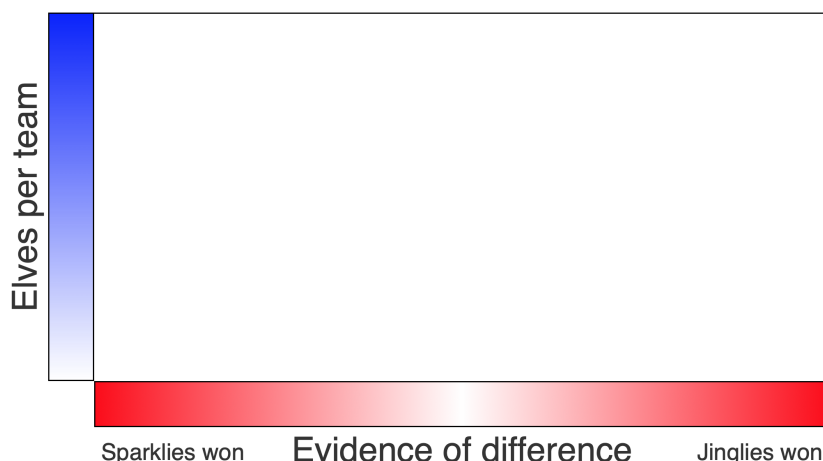 Elves per team
Sparklies won
Evidence of difference
Jinglies won